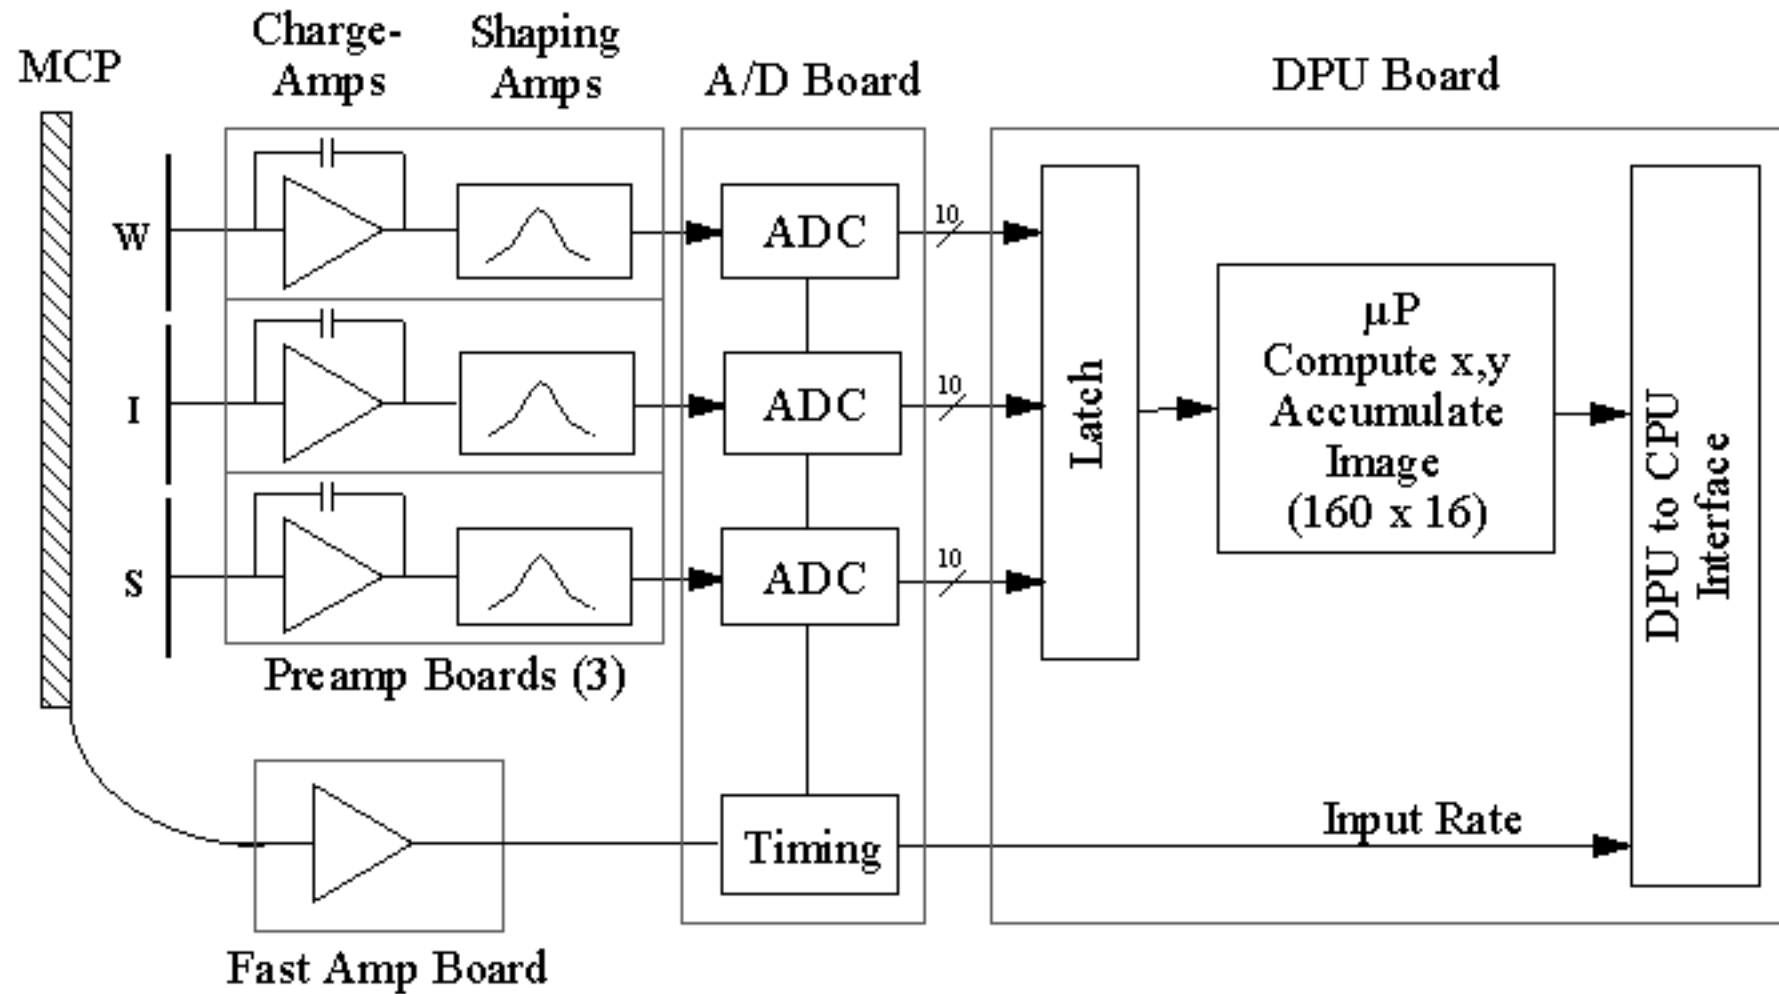 MCP
Charge-
Amps
Shaping
Amps
A/D Board
DPU Board
W
ADC
10
I
ADC
10
S
ADC
10
Latch
µP
Compute x,y
Accumulate
Image
(160 x 16)
DPU to CPU
Interface
Preamp Boards (3)
Timing
Input Rate
Fast Amp Board